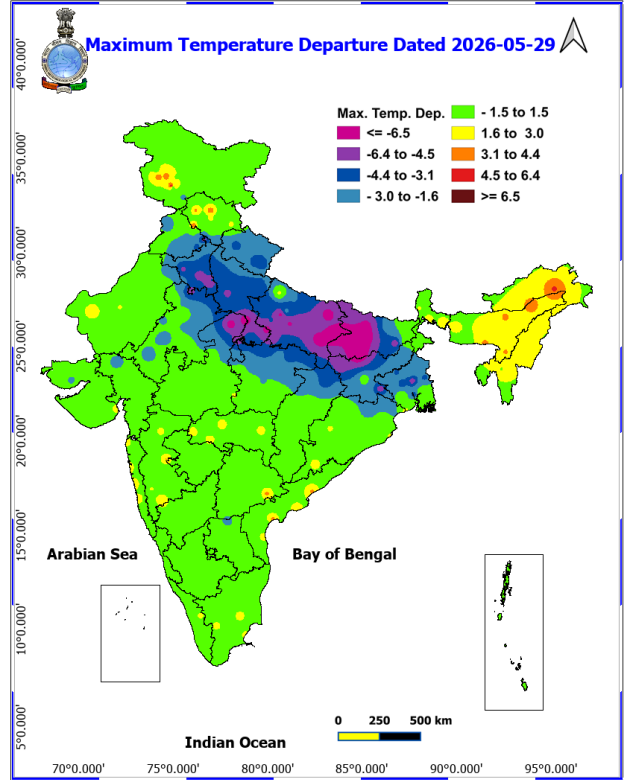 Maximum Temperature Departure Dated 2026-05-29
Max. Temp. Dep.
<= -6.5
-6.4 to -4.5
-4.4 to -3.1
- 3.0 to -1.6
- 1.5 to 1.5
1.6 to 3.0
3.1 to 4.4
4.5 to 6.4
>= 6.5
40°0.000'
35°0.000'
30°0.000'
25°0.000'
20°0.000'
15°0.000'
10°0.000'
5°0.000'
Arabian Sea
Bay of Bengal
Indian Ocean
0 250 500 km
70°0.000' 75°0.000' 80°0.000' 85°0.000' 90°0.000' 95°0.000'